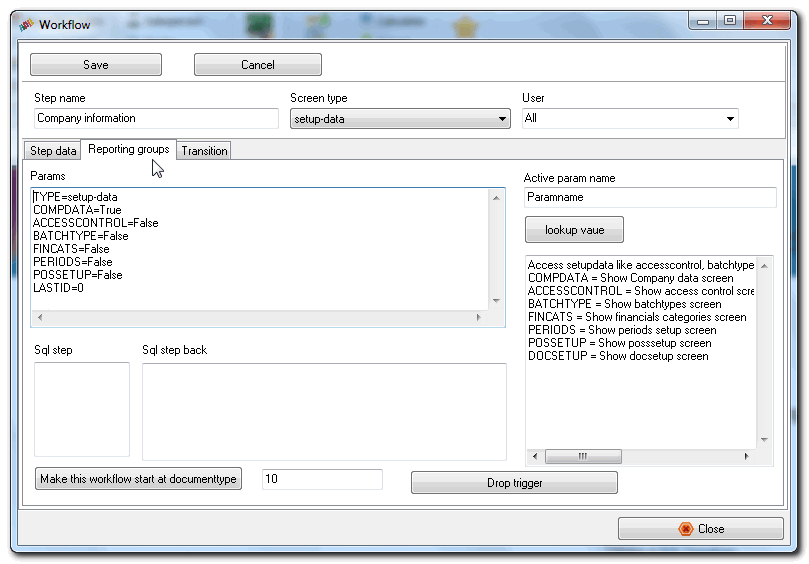 Workflow
Save
Cancel
Step name
Screen type
User
Company information
setup-data
All
Step data
Reporting groups
Transition
Params
TYPE=setup-data
COMPDATA=True
ACCESSCONTROL=False
BATCHTYPE=False
FINCATS=False
PERIODS=False
POSSETUP=False
LASTID=0
Active param name
Paramname
lookup vaue
Access setupdata like accesscontrol, batchtype
COMPDATA = Show Company data screen
ACCESSCONTROL = Show access control scre
BATCHTYPE = Show batchtypes screen
FINCATS = Show financials categories screen
PERIODS = Show periods setup screen
POSSETUP = Show posssetup screen
DOCSETUP = Show docsetup screen
Sql step
Sql step back
Make this workflow start at documenttype
10
Drop trigger
Close